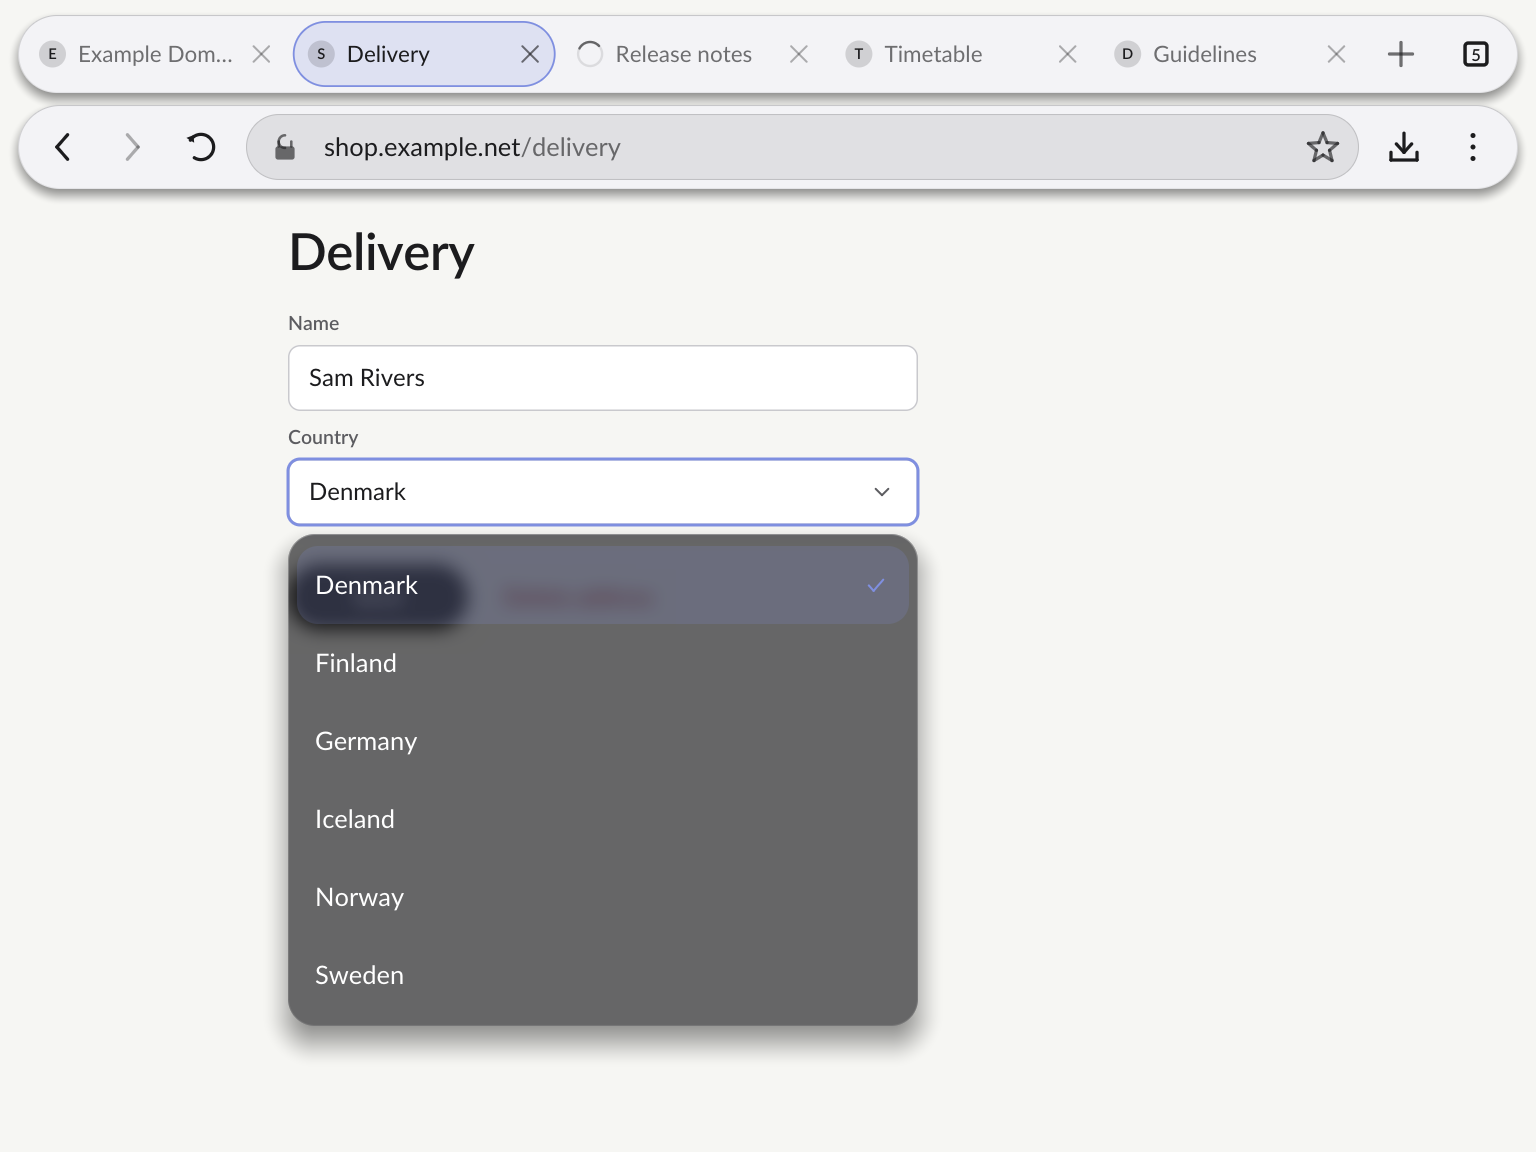 E Example Dom... S Delivery Release notes T Timetable D Guidelines 5
shop.example.net/delivery
Delivery
Name
Sam Rivers
Country
Denmark
Denmark
Finland
Germany
Iceland
Norway
Sweden